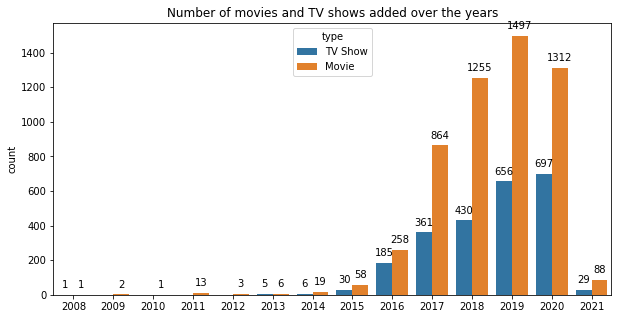 Number of movies and TV shows added over the years
type
TV Show
Movie
count
1400
1200
1000
800
600
400
200
0
1 1 2 1 13 3 5 6 6 19 30 58 185 258 361 864 430 1255 656 1497 697 1312 29 88
2008 2009 2010 2011 2012 2013 2014 2015 2016 2017 2018 2019 2020 2021